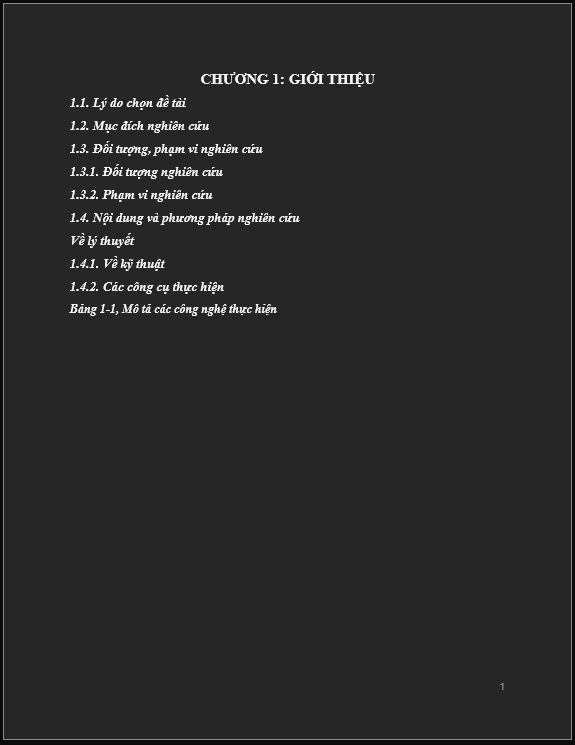 CHƯƠNG 1: GIỚI THIỆU
1.1. Lý do chọn đề tài
1.2. Mục đích nghiên cứu
1.3. Đối tượng, phạm vi nghiên cứu
1.3.1. Đối tượng nghiên cứu
1.3.2. Phạm vi nghiên cứu
1.4. Nội dung và phương pháp nghiên cứu
Về lý thuyết
1.4.1. Về kỹ thuật
1.4.2. Các công cụ thực hiện
Bảng 1-1, Mô tả các công nghệ thực hiện
1